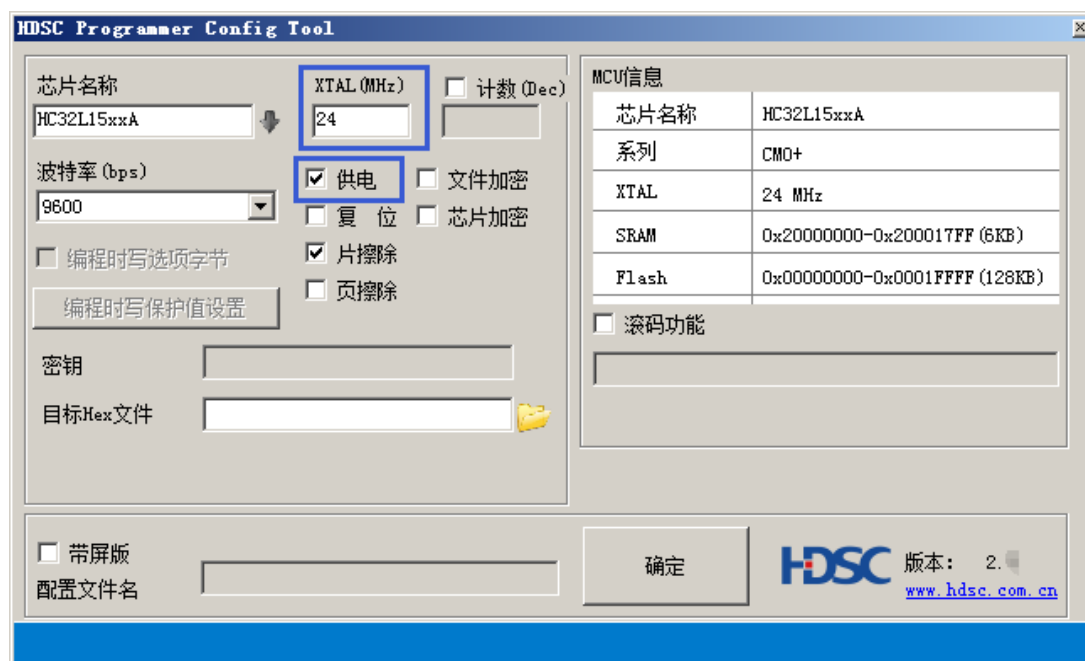 HDSC Programmer Config Tool
芯片名称
HC32L15xxA
XTAL(MHz)
24
计数(Dec)
波特率(bps)
9600
供电
文件加密
复 位
芯片加密
片擦除
页擦除
编程时写选项字节
编程时写保护值设置
密钥
目标Hex文件
MCU信息
芯片名称 HC32L15xxA
系列 CM0+
XTAL 24 MHz
SRAM 0x20000000-0x200017FF(6KB)
Flash 0x00000000-0x0001FFFF(128KB)
滚码功能
带屏版
配置文件名
确定
HDSC
版本: 2.
www.hdsc.com.cn